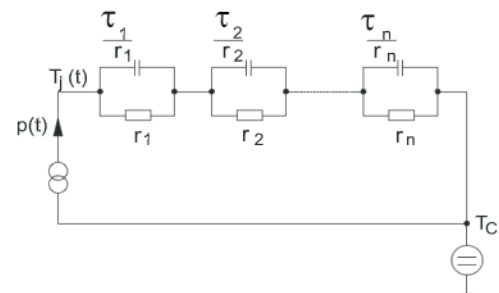 τ1 τ2 τn
r1 r2 rn
Tj (t)
p(t)
r1 r2 rn
TC